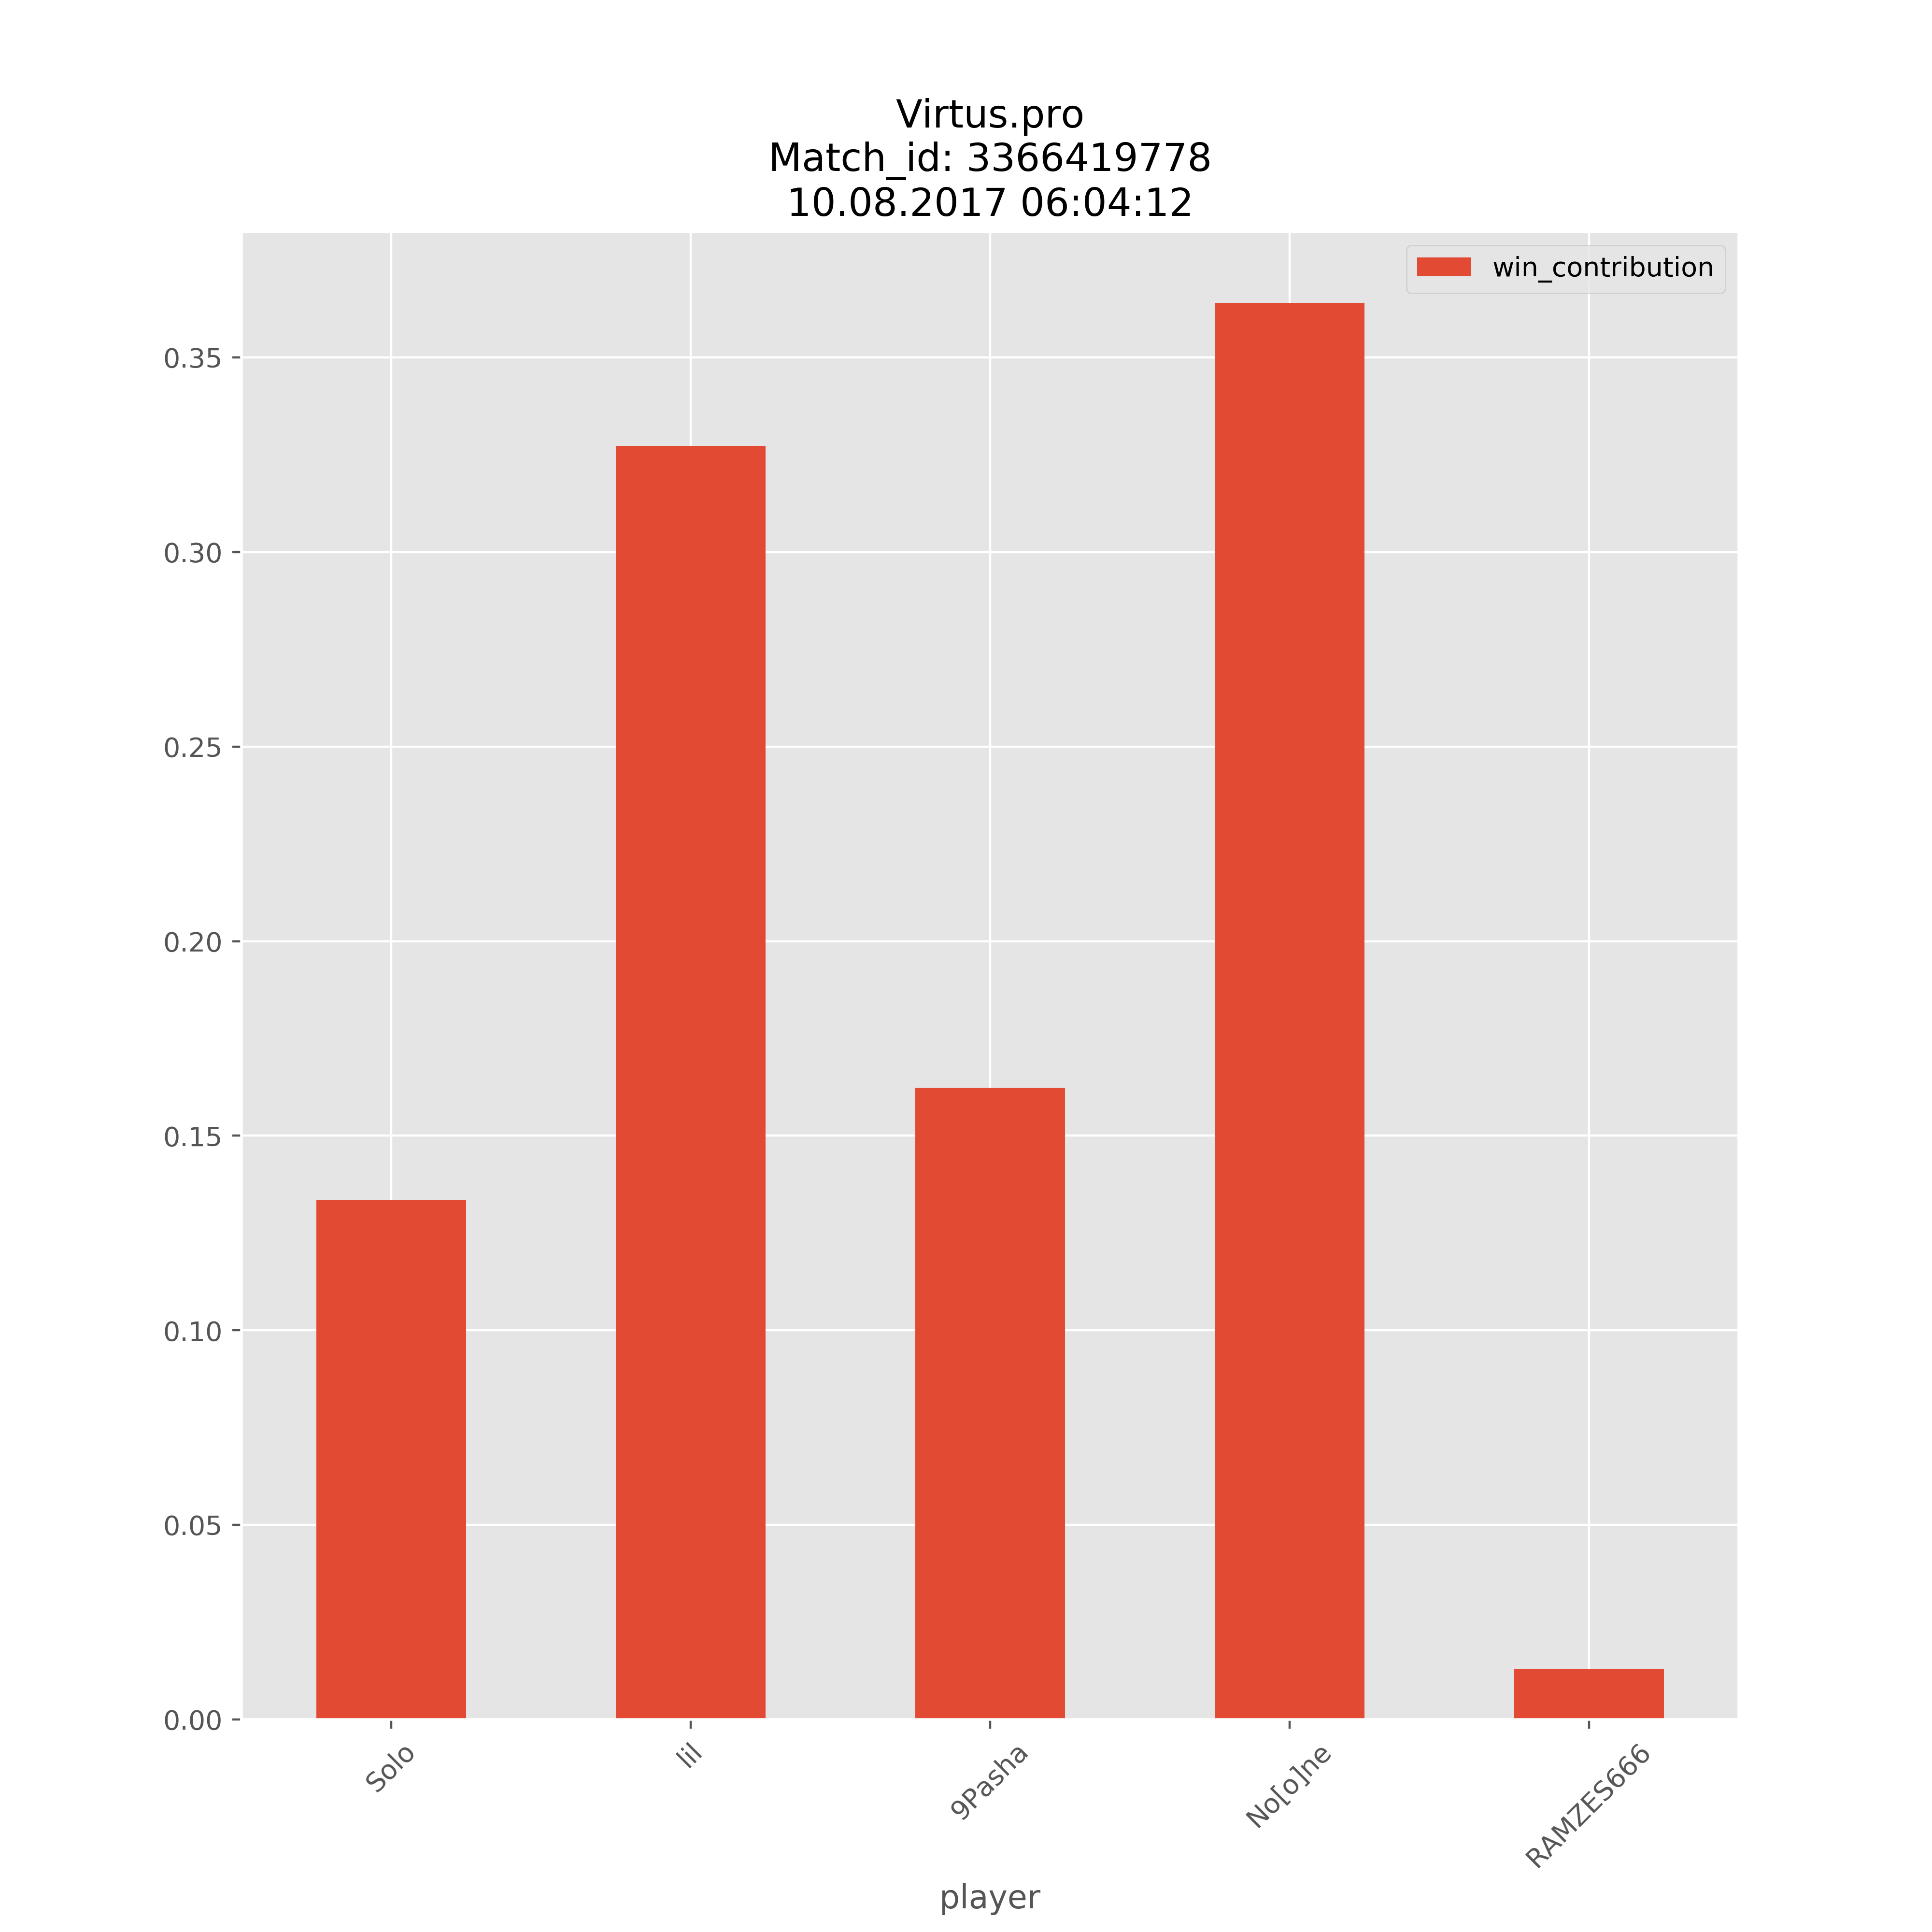 Virtus.pro
Match_id: 3366419778
10.08.2017 06:04:12
win_contribution
0.35
0.30
0.25
0.20
0.15
0.10
0.05
0.00
Solo
lil
9Pasha
No[o]ne
RAMZES666
player